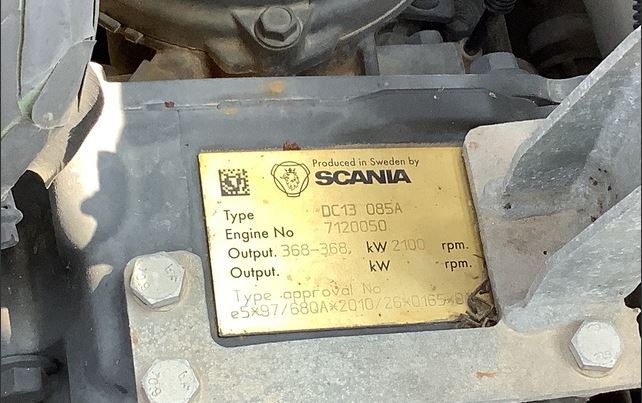 Produced in Sweden by
SCANIA
Type DC13 085A
Engine No 7120050
Output. 368-368. kW 2100 rpm.
Output. kW rpm.
Type approval No
e5*97/68QA*2010/26*0165*0